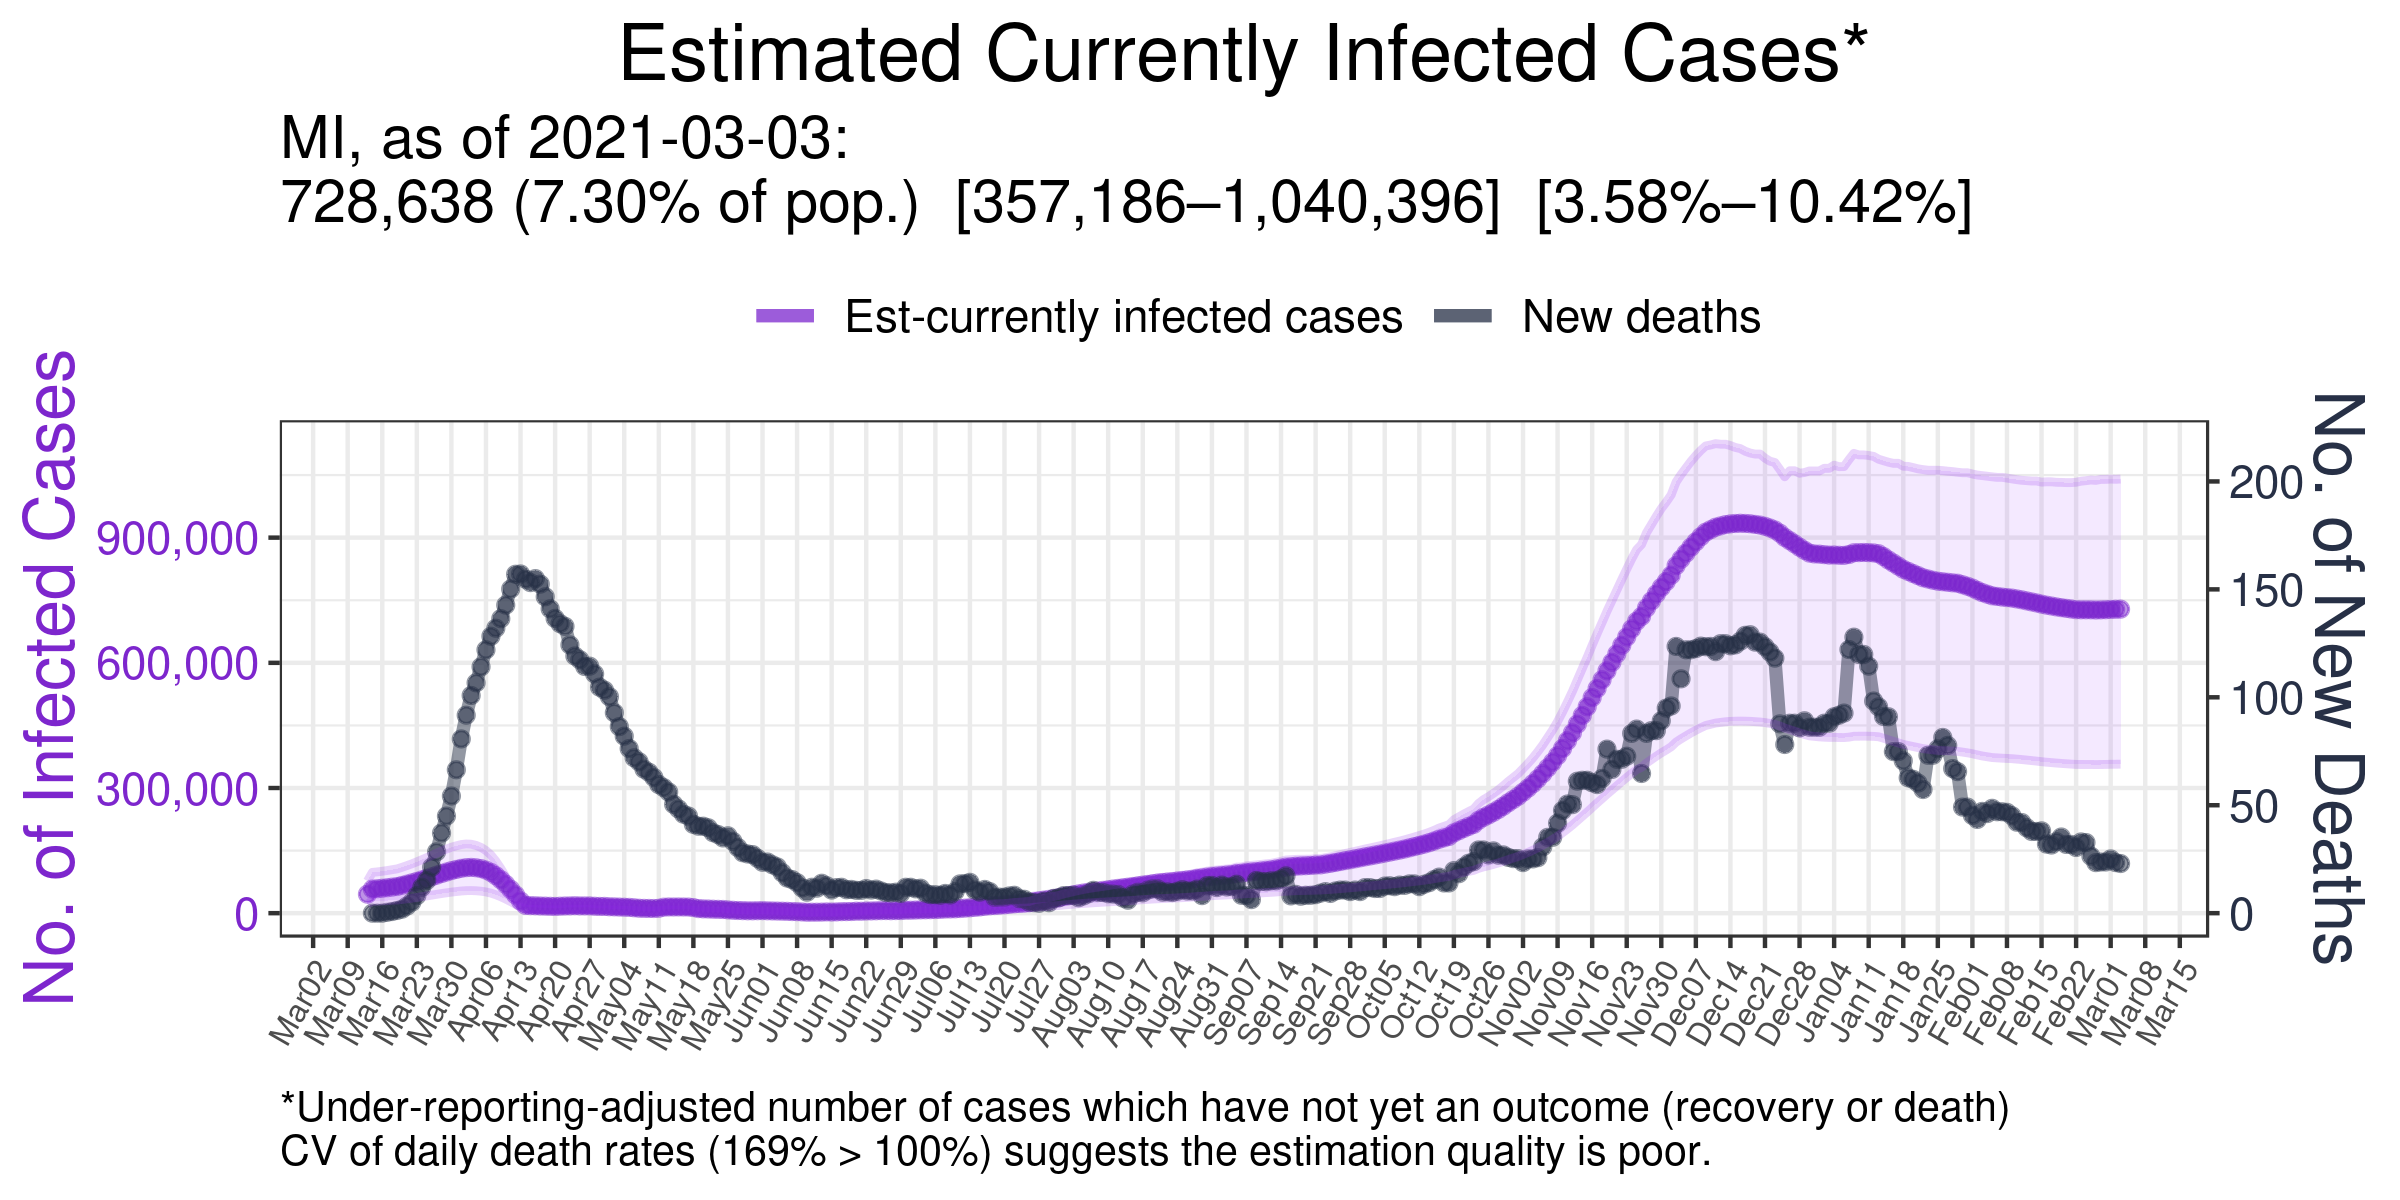 Estimated Currently Infected Cases*
MI, as of 2021-03-03:
728,638 (7.30% of pop.)  [357,186–1,040,396]  [3.58%–10.42%]
Est-currently infected cases
New deaths
No. of Infected Cases
900,000
600,000
300,000
0
200
150
100
50
0
No. of New Deaths
Mar02
Mar09
Mar16
Mar23
Mar30
Apr06
Apr13
Apr20
Apr27
May04
May11
May18
May25
Jun01
Jun08
Jun15
Jun22
Jun29
Jul06
Jul13
Jul20
Jul27
Aug03
Aug10
Aug17
Aug24
Aug31
Sep07
Sep14
Sep21
Sep28
Oct05
Oct12
Oct19
Oct26
Nov02
Nov09
Nov16
Nov23
Nov30
Dec07
Dec14
Dec21
Dec28
Jan04
Jan11
Jan18
Jan25
Feb01
Feb08
Feb15
Feb22
Mar01
Mar08
Mar15
*Under-reporting-adjusted number of cases which have not yet an outcome (recovery or death)
CV of daily death rates (169% > 100%) suggests the estimation quality is poor.